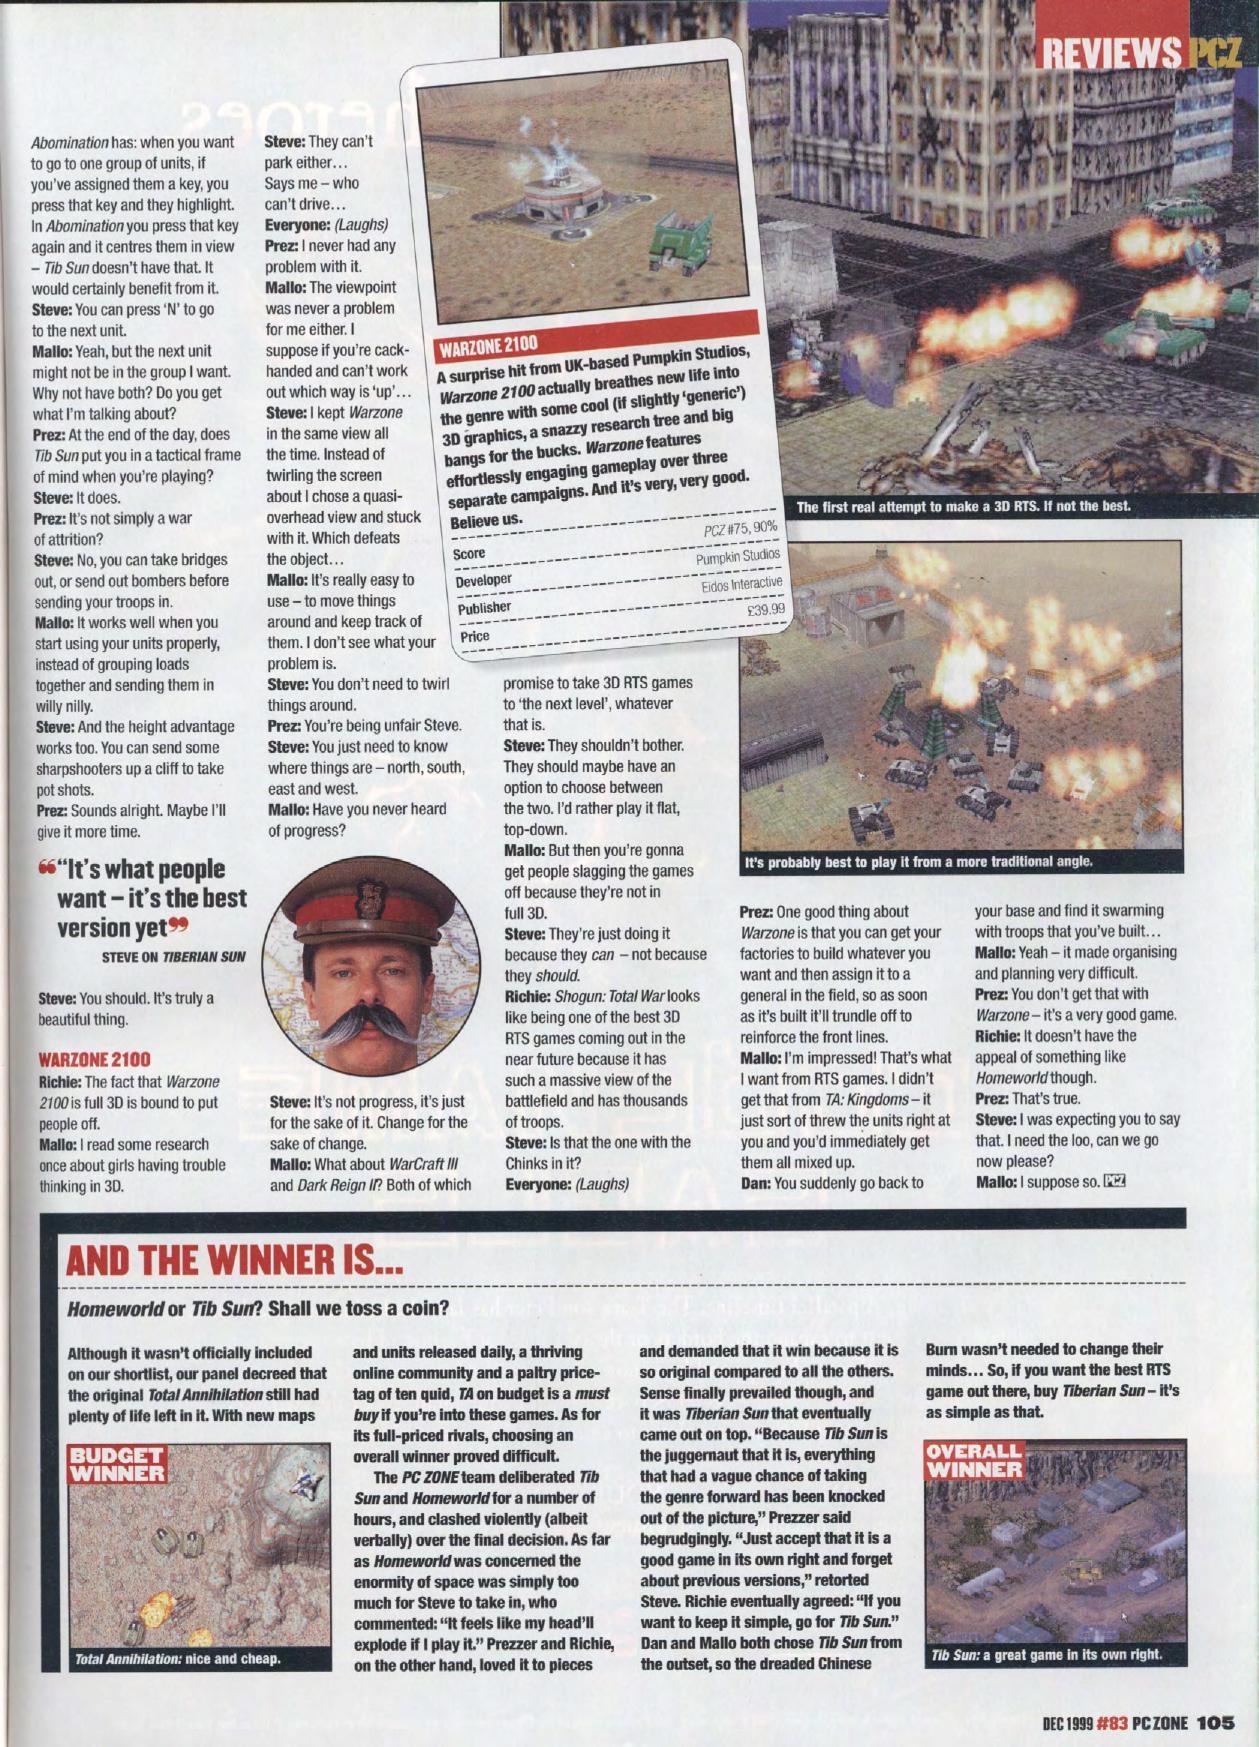 REVIEWS PCZ
Abomination has: when you want
to go to one group of units, if
you've assigned them a key, you
press that key and they highlight.
In Abomination you press that key
again and it centres them in view
– Tib Sun doesn't have that. It
would certainly benefit from it.
Steve: You can press 'N' to go
to the next unit.
Mallo: Yeah, but the next unit
might not be in the group I want.
Why not have both? Do you get
what I'm talking about?
Prez: At the end of the day, does
Tib Sun put you in a tactical frame
of mind when you're playing?
Steve: It does.
Prez: It's not simply a war
of attrition?
Steve: No, you can take bridges
out, or send out bombers before
sending your troops in.
Mallo: It works well when you
start using your units properly,
instead of grouping loads
together and sending them in
willy nilly.
Steve: And the height advantage
works too. You can send some
sharpshooters up a cliff to take
pot shots.
Prez: Sounds alright. Maybe I'll
give it more time.
“It's what people
want – it's the best
version yet”
STEVE ON TIBERIAN SUN
Steve: You should. It's truly a
beautiful thing.
WARZONE 2100
Richie: The fact that Warzone
2100 is full 3D is bound to put
people off.
Mallo: I read some research
once about girls having trouble
thinking in 3D.
Steve: They can't
park either...
Says me – who
can't drive...
Everyone: (Laughs)
Prez: I never had any
problem with it.
Mallo: The viewpoint
was never a problem
for me either. I
suppose if you're cack-
handed and can't work
out which way is 'up'...
Steve: I kept Warzone
in the same view all
the time. Instead of
twirling the screen
about I chose a quasi-
overhead view and stuck
with it. Which defeats
the object...
Mallo: It's really easy to
use – to move things
around and keep track of
them. I don't see what your
problem is.
Steve: You don't need to twirl
things around.
Prez: You're being unfair Steve.
Steve: You just need to know
where things are – north, south,
east and west.
Mallo: Have you never heard
of progress?
Steve: It's not progress, it's just
for the sake of it. Change for the
sake of change.
Mallo: What about WarCraft III
and Dark Reign II? Both of which
WARZONE 2100
A surprise hit from UK-based Pumpkin Studios,
Warzone 2100 actually breathes new life into
the genre with some cool (if slightly 'generic')
3D graphics, a snazzy research tree and big
bangs for the bucks. Warzone features
effortlessly engaging gameplay over three
separate campaigns. And it's very, very good.
Believe us.
Score PCZ #75, 90%
Developer Pumpkin Studios
Publisher Eidos Interactive
Price £39.99
The first real attempt to make a 3D RTS. If not the best.
It's probably best to play it from a more traditional angle.
promise to take 3D RTS games
to 'the next level', whatever
that is.
Steve: They shouldn't bother.
They should maybe have an
option to choose between
the two. I'd rather play it flat,
top-down.
Mallo: But then you're gonna
get people slagging the games
off because they're not in
full 3D.
Steve: They're just doing it
because they can – not because
they should.
Richie: Shogun: Total War looks
like being one of the best 3D
RTS games coming out in the
near future because it has
such a massive view of the
battlefield and has thousands
of troops.
Steve: Is that the one with the
Chinks in it?
Everyone: (Laughs)
Prez: One good thing about
Warzone is that you can get your
factories to build whatever you
want and then assign it to a
general in the field, so as soon
as it's built it'll trundle off to
reinforce the front lines.
Mallo: I'm impressed! That's what
I want from RTS games. I didn't
get that from TA: Kingdoms – it
just sort of threw the units right at
you and you'd immediately get
them all mixed up.
Dan: You suddenly go back to
your base and find it swarming
with troops that you've built...
Mallo: Yeah – it made organising
and planning very difficult.
Prez: You don't get that with
Warzone – it's a very good game.
Richie: It doesn't have the
appeal of something like
Homeworld though.
Prez: That's true.
Steve: I was expecting you to say
that. I need the loo, can we go
now please?
Mallo: I suppose so. PCZ
AND THE WINNER IS...
Homeworld or Tib Sun? Shall we toss a coin?
Although it wasn't officially included
on our shortlist, our panel decreed that
the original Total Annihilation still had
plenty of life left in it. With new maps
BUDGET
WINNER
Total Annihilation: nice and cheap.
and units released daily, a thriving
online community and a paltry price-
tag of ten quid, TA on budget is a must
buy if you're into these games. As for
its full-priced rivals, choosing an
overall winner proved difficult.
The PC ZONE team deliberated Tib
Sun and Homeworld for a number of
hours, and clashed violently (albeit
verbally) over the final decision. As far
as Homeworld was concerned the
enormity of space was simply too
much for Steve to take in, who
commented: “It feels like my head'll
explode if I play it.” Prezzer and Richie,
on the other hand, loved it to pieces
and demanded that it win because it is
so original compared to all the others.
Sense finally prevailed though, and
it was Tiberian Sun that eventually
came out on top. “Because Tib Sun is
the juggernaut that it is, everything
that had a vague chance of taking
the genre forward has been knocked
out of the picture,” Prezzer said
begrudgingly. “Just accept that it is a
good game in its own right and forget
about previous versions,” retorted
Steve. Richie eventually agreed: “If you
want to keep it simple, go for Tib Sun.”
Dan and Mallo both chose Tib Sun from
the outset, so the dreaded Chinese
Burn wasn't needed to change their
minds... So, if you want the best RTS
game out there, buy Tiberian Sun – it's
as simple as that.
OVERALL
WINNER
Tib Sun: a great game in its own right.
DEC 1999 #83 PC ZONE 105